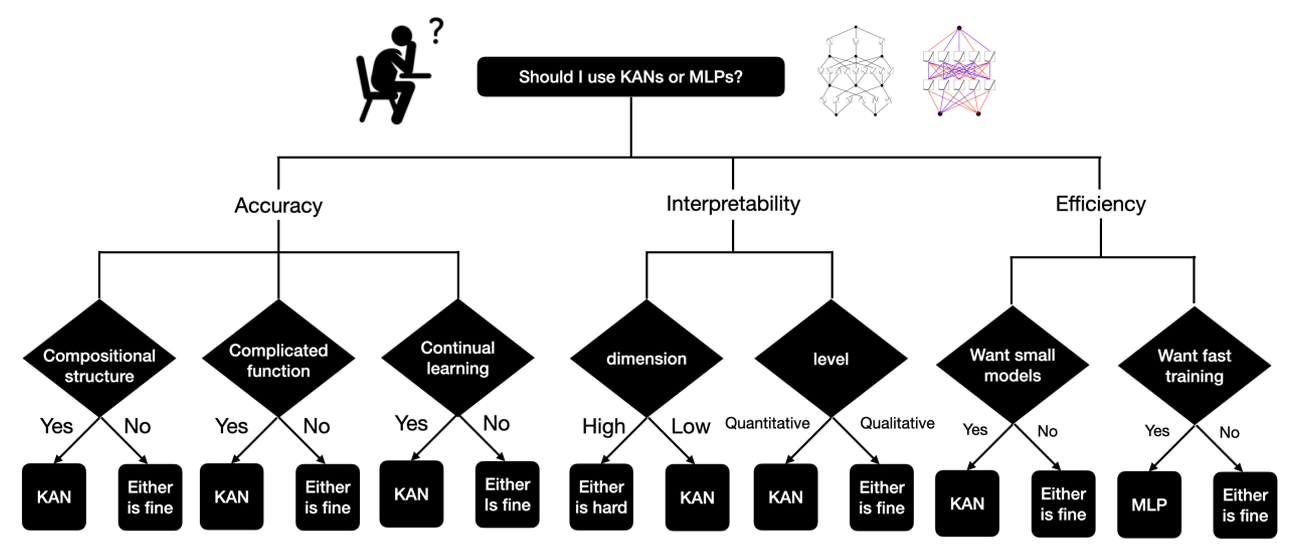 ?
Should I use KANs or MLPs?
Accuracy
Interpretability
Efficiency
Compositional
structure
Complicated
function
Continual
learning
dimension
level
Want small
models
Want fast
training
Yes
No
Yes
No
Yes
No
High
Low
Quantitative
Qualitative
Yes
No
Yes
No
KAN
Either
is fine
KAN
Either
is fine
KAN
Either
Is fine
Either
is hard
KAN
KAN
Either
is fine
KAN
Either
is fine
MLP
Either
is fine